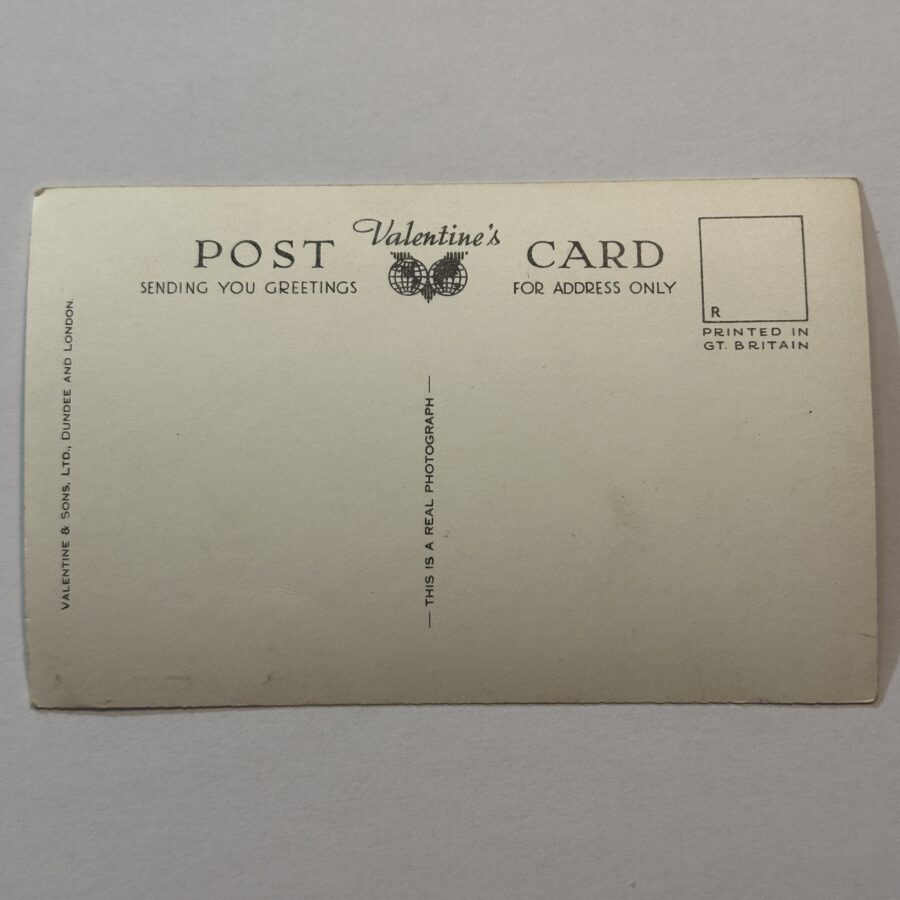 POST Valentine's CARD
SENDING YOU GREETINGS
FOR ADDRESS ONLY
R
PRINTED IN
GT. BRITAIN
VALENTINE & SONS, LTD., DUNDEE AND LONDON.
— THIS IS A REAL PHOTOGRAPH —